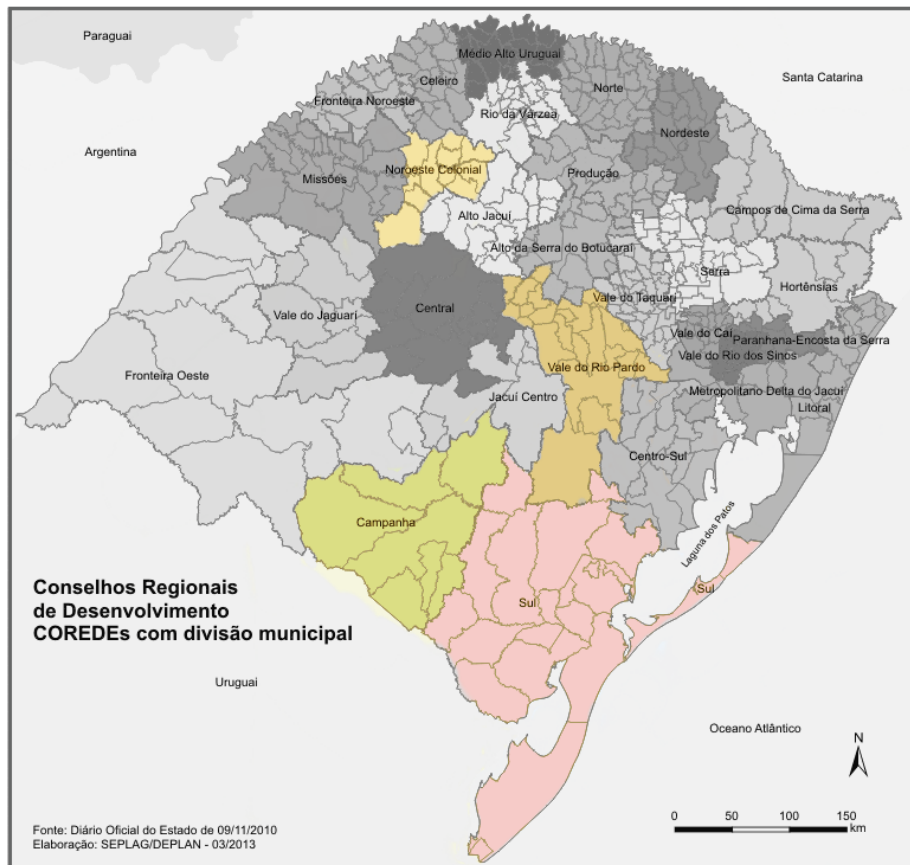 Paraguai
Médio Alto Uruguai
Santa Catarina
Celeiro
Norte
Fronteira Noroeste
Rio da Várzea
Nordeste
Argentina
Noroeste Colonial
Produção
Missões
Campos de Cima da Serra
Alto Jacuí
Alto da Serra do Botucaraí
Serra
Hortênsias
Vale do Taquari
Central
Vale do Jaguari
Vale do Caí
Paranhana-Encosta da Serra
Vale do Rio dos Sinos
Vale do Rio Pardo
Fronteira Oeste
Metropolitano Delta do Jacuí
Jacuí Centro
Litoral
Centro-Sul
Campanha
Laguna dos Patos
Conselhos Regionais
de Desenvolvimento
COREDEs com divisão municipal
Sul
Sul
Uruguai
Oceano Atlântico
N
0 50 100 150
km
Fonte: Diário Oficial do Estado de 09/11/2010
Elaboração: SEPLAG/DEPLAN - 03/2013